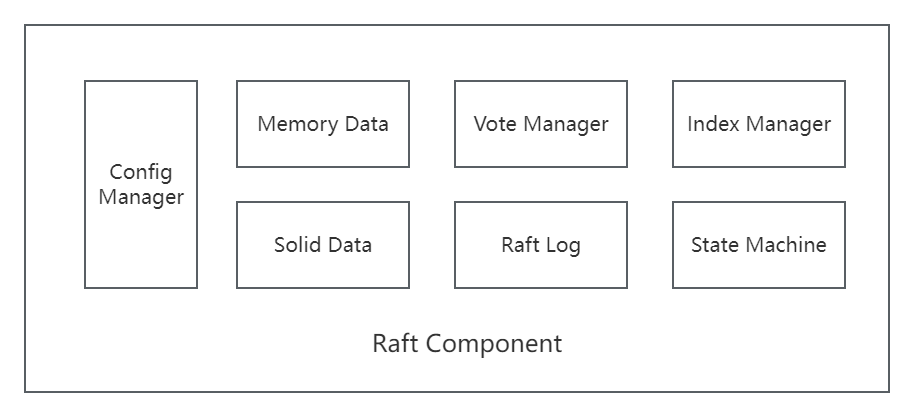 Config
Manager
Memory Data
Vote Manager
Index Manager
Solid Data
Raft Log
State Machine
Raft Component